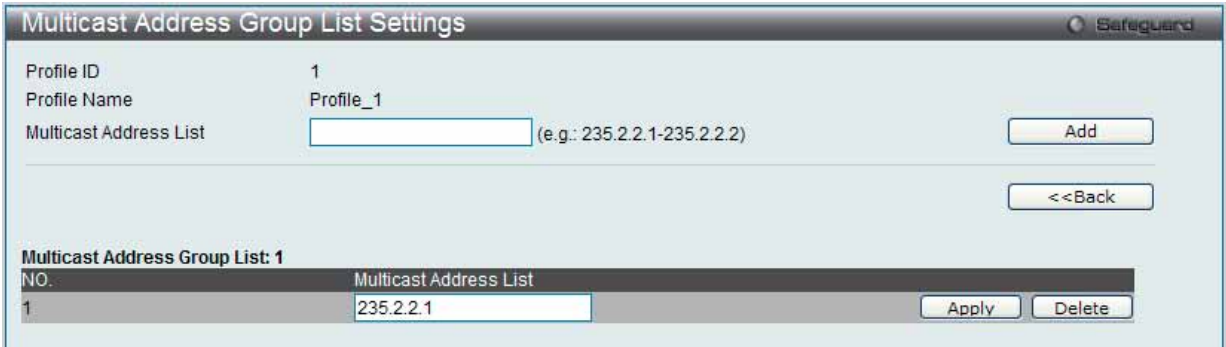 Multicast Address Group List Settings
Safeguard
Profile ID 1
Profile Name Profile_1
Multicast Address List (e.g.: 235.2.2.1-235.2.2.2) Add
<<Back
Multicast Address Group List: 1
NO. Multicast Address List
1 235.2.2.1 Apply Delete